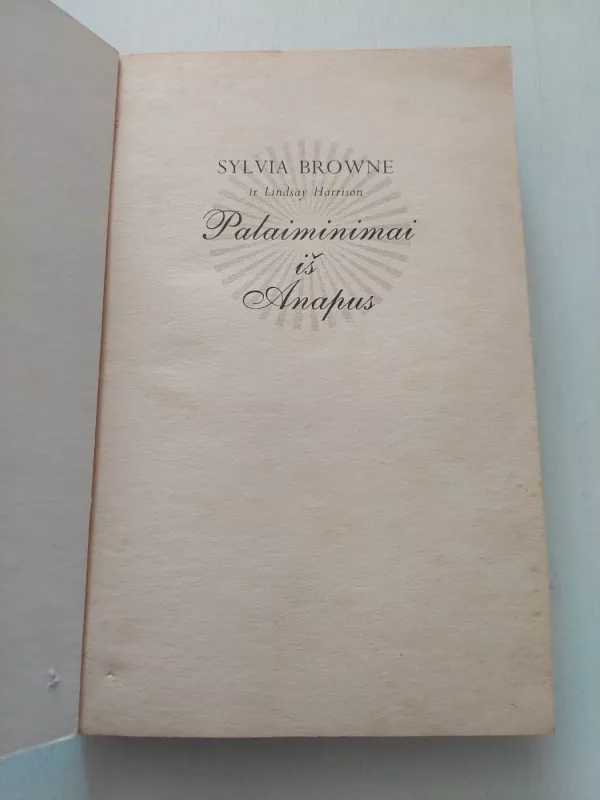 SYLVIA BROWNE
ir Lindsay Harrison
Palaiminimai
iš
Anapus